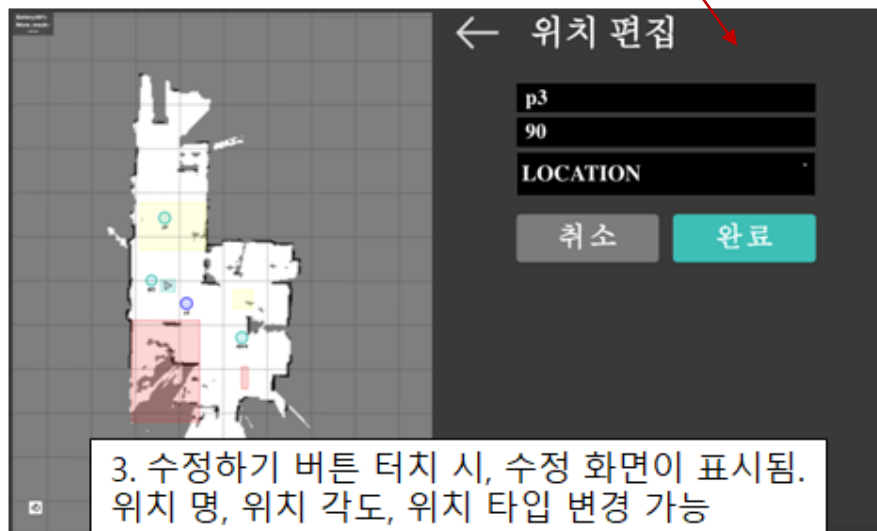 위치 편집
p3
90
LOCATION
취소
완료
3. 수정하기 버튼 터치 시, 수정 화면이 표시됨.
위치 명, 위치 각도, 위치 타입 변경 가능